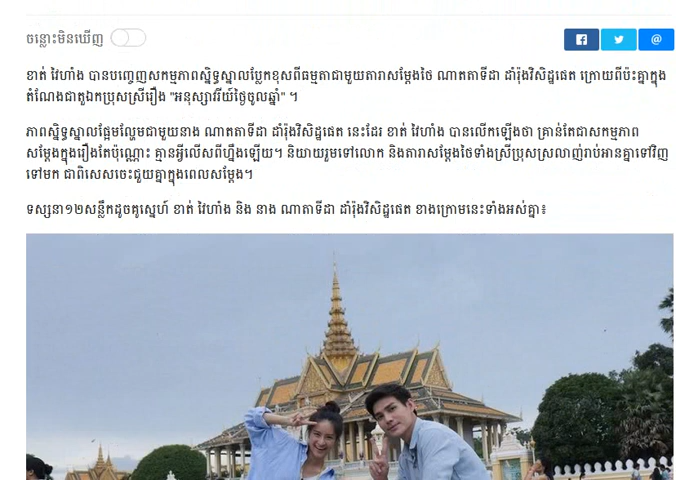 ចន្លោះមិនឃើញ
ខាត់ វៃហាំង បានបញ្ចេញសកម្មភាពស្និទ្ធស្នាលប្លែកខុសពីធម្មតាជាមួយតារាសម្តែងថៃ ណាតតាទីដា ដាំរ៉ុងវិសិដ្ឋផេត ក្រោយពីប៉ះគ្នាក្នុង
តំណែងជាតួឯកប្រុសស្រីរឿង "អនុស្សាវរីយ៍ថ្ងៃចូលឆ្នាំ" ។
ភាពស្និទ្ធស្នាលផ្អែមល្ហែមជាមួយនាង ណាតតាទីដា ដាំរ៉ុងវិសិដ្ឋផេត នេះដែរ ខាត់ វៃហាំង បានលើកឡើងថា គ្រាន់តែជាសកម្មភាព
សម្តែងក្នុងរឿងតែប៉ុណ្ណោះ គ្មានអ្វីលើសពីហ្នឹងឡើយ។ និយាយរួមទៅលោក និងតារាសម្តែងថៃទាំងស្រីប្រុសស្រលាញ់រាប់អានគ្នាទៅវិញ
ទៅមក ជាពិសេសចេះជួយគ្នាក្នុងពេលសម្តែង។
ទស្សនា១២សន្លឹកដូចគូស្នេហ៍ ខាត់ វៃហាំង និង នាង ណាតាទីដា ដាំរ៉ុងវិសិដ្ឋផេត ខាងក្រោមនេះទាំងអស់គ្នា៖